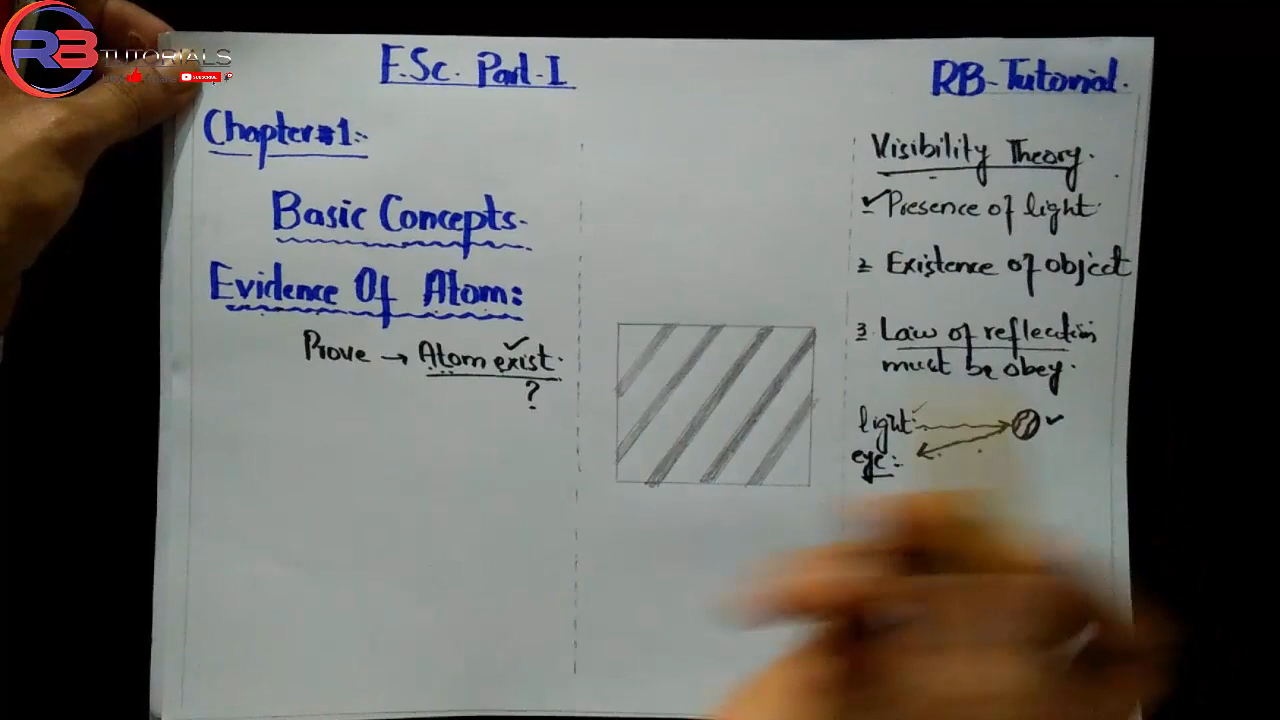 RB TUTORIALS
F.Sc. Part-I
RB-Tutorial.
Chapter#1:-
Basic Concepts.
Evidence Of Atom:
Prove → Atom exist.
?
Visibility Theory.
1 Presence of light.
2 Existence of object
3 Law of reflection
must be obey.
light:
eye:-